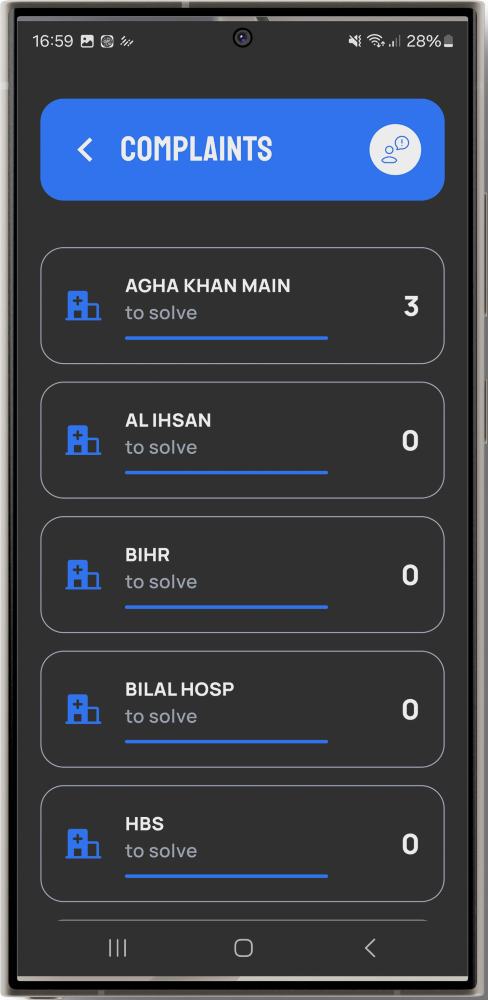 16:59
28%
COMPLAINTS
AGHA KHAN MAIN
to solve
3
AL IHSAN
to solve
0
BIHR
to solve
0
BILAL HOSP
to solve
0
HBS
to solve
0